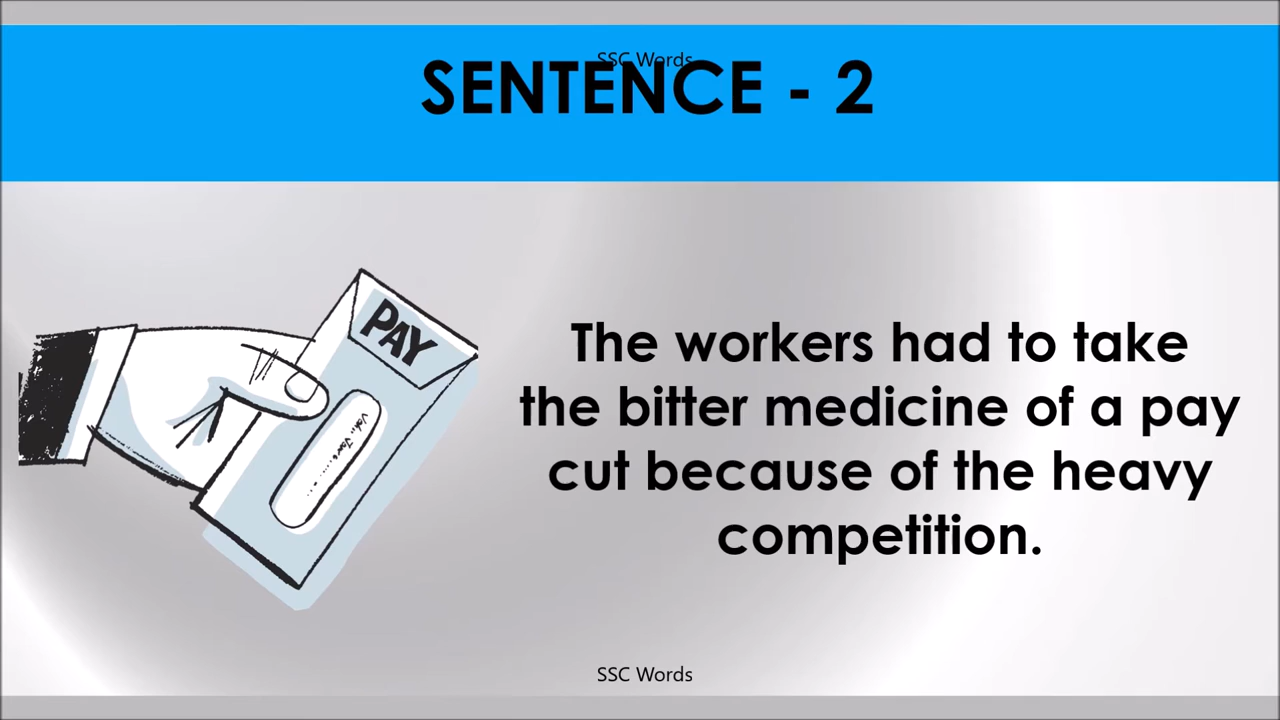 SSC Words
SENTENCE - 2
PAY
The workers had to take
the bitter medicine of a pay
cut because of the heavy
competition.
SSC Words